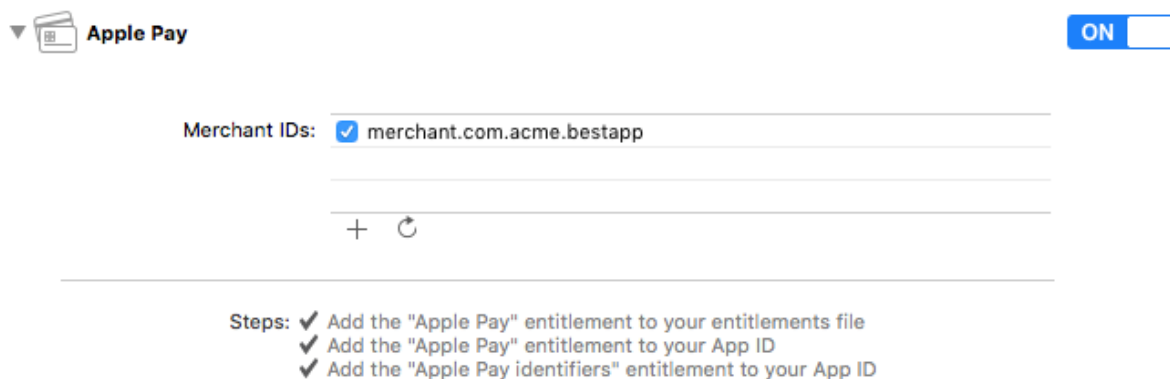 Apple Pay
ON
Merchant IDs: merchant.com.acme.bestapp
Steps: ✔ Add the "Apple Pay" entitlement to your entitlements file
✔ Add the "Apple Pay" entitlement to your App ID
✔ Add the "Apple Pay identifiers" entitlement to your App ID